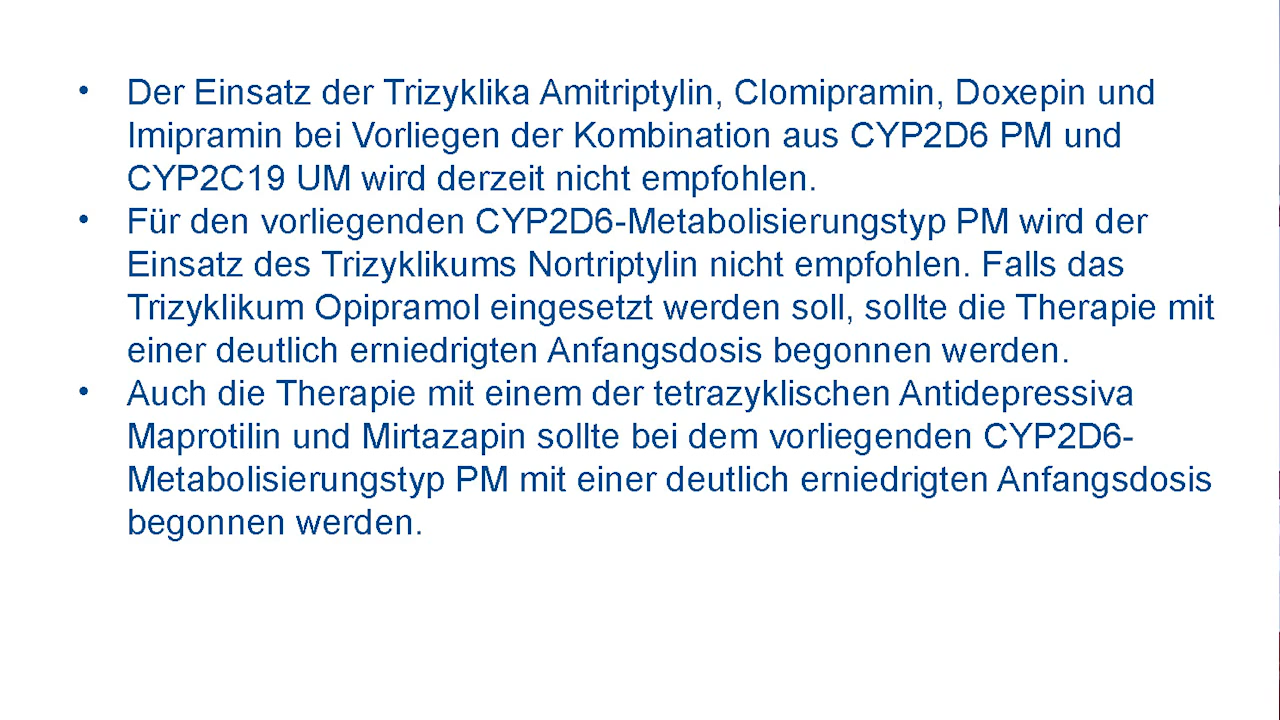 • Der Einsatz der Trizyklika Amitriptylin, Clomipramin, Doxepin und
Imipramin bei Vorliegen der Kombination aus CYP2D6 PM und
CYP2C19 UM wird derzeit nicht empfohlen.
• Für den vorliegenden CYP2D6-Metabolisierungstyp PM wird der
Einsatz des Trizyklikums Nortriptylin nicht empfohlen. Falls das
Trizyklikum Opipramol eingesetzt werden soll, sollte die Therapie mit
einer deutlich erniedrigten Anfangsdosis begonnen werden.
• Auch die Therapie mit einem der tetrazyklischen Antidepressiva
Maprotilin und Mirtazapin sollte bei dem vorliegenden CYP2D6-
Metabolisierungstyp PM mit einer deutlich erniedrigten Anfangsdosis
begonnen werden.